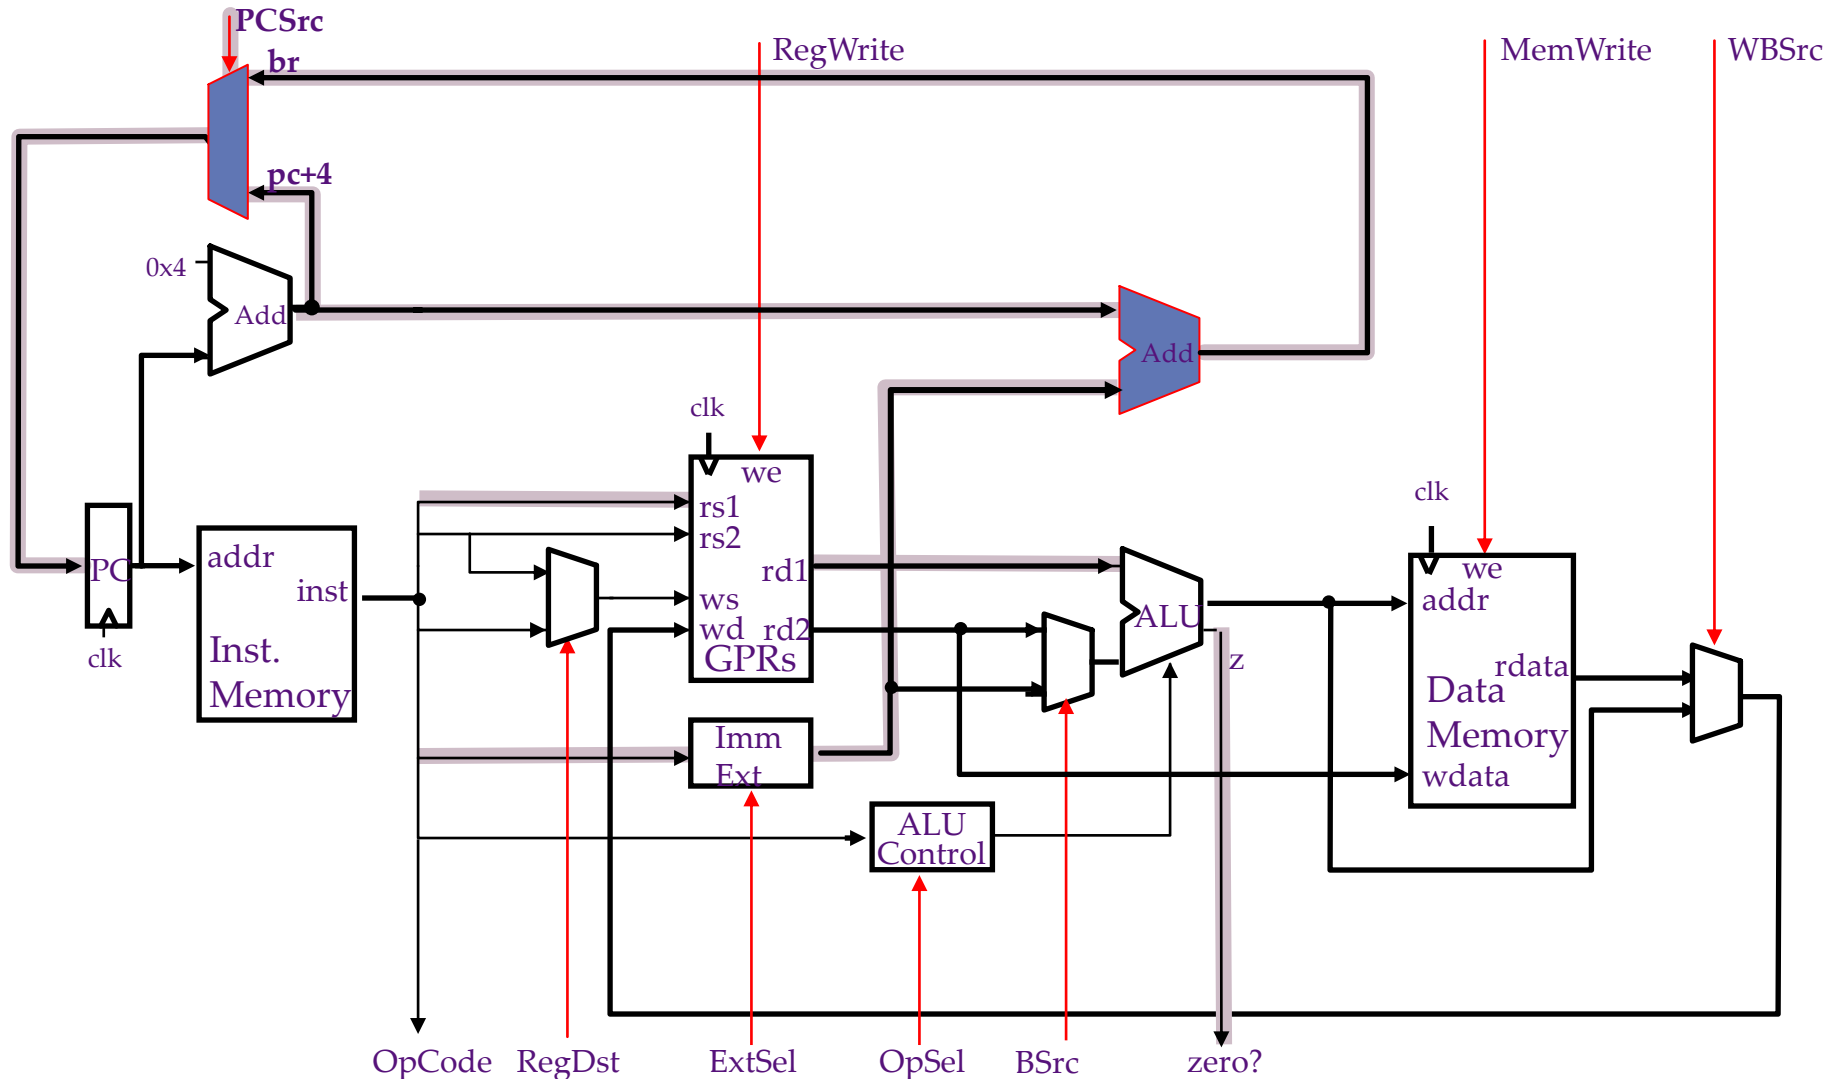 PCSrc
br
RegWrite
MemWrite
WBSrc
pc+4
0x4
Add
Add
clk
we
rs1
rs2
rd1
ws
wd
rd2
GPRs
PC
clk
addr
inst
Inst.
Memory
ALU
z
clk
we
addr
rdata
Data
Memory
wdata
Imm
Ext
ALU
Control
OpCode
RegDst
ExtSel
OpSel
BSrc
zero?